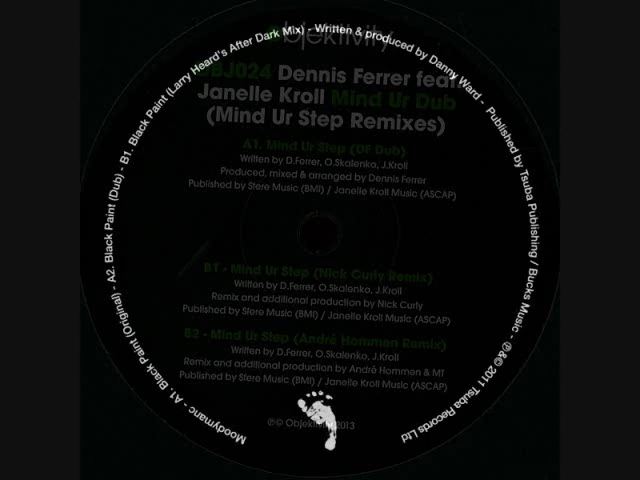 Moodymanc - A1. Black Paint (Original) - A2. Black Paint (Dub) - B1. Black Paint (Larry Heard's After Dark Mix) - Written & produced by Danny Ward - Published by Tsuba Publishing / Bucks Music ℗&© 2011 Tsuba Records Ltd
Objektivity
OBJ024 Dennis Ferrer feat.
Janelle Kroll Mind Ur Dub
(Mind Ur Step Remixes)
A1. Mind Ur Step (DF Dub)
Written by D.Ferrer, O.Skalenko, J.Kroll
Produced, mixed & arranged by Dennis Ferrer
Published by Sfere Music (BMI) / Janelle Kroll Music (ASCAP)
B1 - Mind Ur Step (Nick Curly Remix)
Written by D.Ferrer, O.Skalenko, J.Kroll
Remix and additional production by Nick Curly
Published by Sfere Music (BMI) / Janelle Kroll Music (ASCAP)
B2 - Mind Ur Step (André Hommen Remix)
Written by D.Ferrer, O.Skalenko, J.Kroll
Remix and additional production by André Hommen & MT
Published by Sfere Music (BMI) / Janelle Kroll Music (ASCAP)
℗© Objektivity 2013